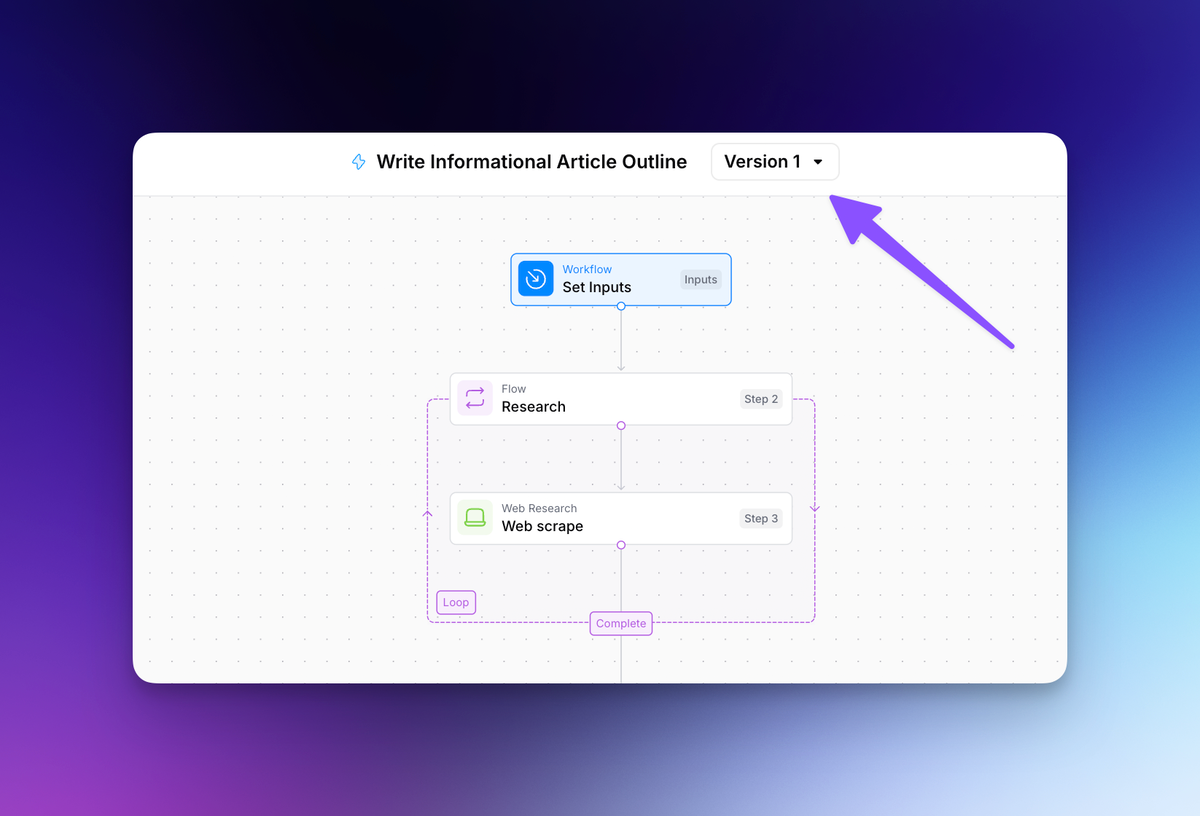 Write Informational Article Outline
Version 1
Workflow
Set Inputs
Inputs
Flow
Research
Step 2
Web Research
Web scrape
Step 3
Loop
Complete